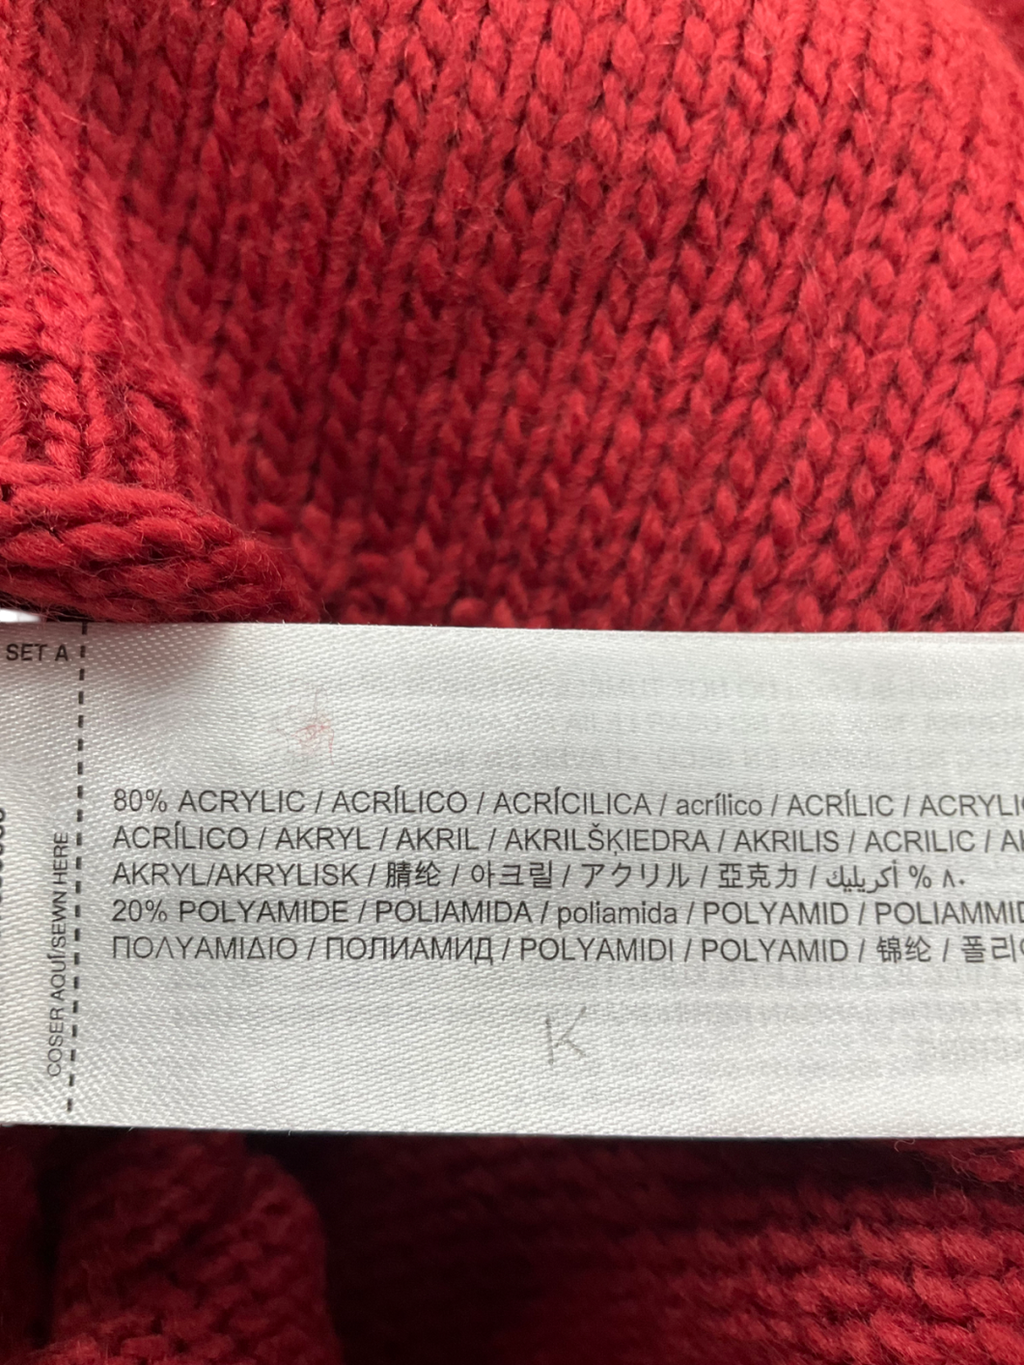 SET A
COSER AQUÍ/SEWN HERE
80% ACRYLIC / ACRÍLICO / ACRÍCILICA / acrílico / ACRÍLIC / ACRYLIC
ACRÍLICO / AKRYL / AKRIL / AKRILŠĶIEDRA / AKRILIS / ACRILIC /
AKRYL/AKRYLISK / 腈纶 / 아크릴 / アクリル / 亞克力 / أكريليك % ٨٠
20% POLYAMIDE / POLIAMIDA / poliamida / POLYAMID / POLIAMMID
ΠΟΛΥΑΜΙΔΙΟ / ПОЛИАМИД / POLYAMIDI / POLYAMID / 锦纶 /
K